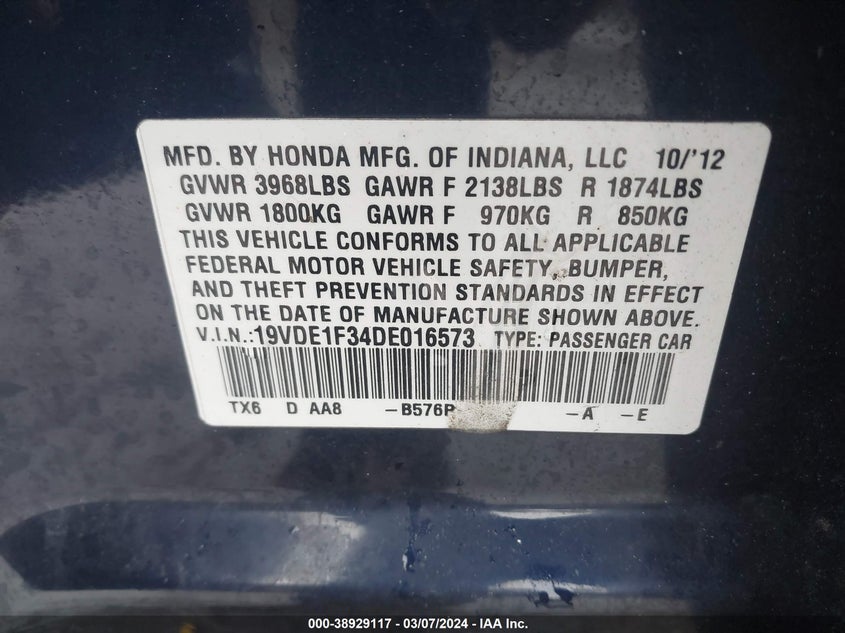 MFD. BY HONDA MFG. OF INDIANA, LLC 10/'12
GVWR 3968LBS GAWR F 2138LBS R 1874LBS
GVWR 1800KG GAWR F 970KG R 850KG
THIS VEHICLE CONFORMS TO ALL APPLICABLE
FEDERAL MOTOR VEHICLE SAFETY, BUMPER,
AND THEFT PREVENTION STANDARDS IN EFFECT
ON THE DATE OF MANUFACTURE SHOWN ABOVE.
V.I.N.:19VDE1F34DE016573 TYPE: PASSENGER CAR
TX6 D AA8 -B576P -A -E
000-38929117 - 03/07/2024 - IAA Inc.